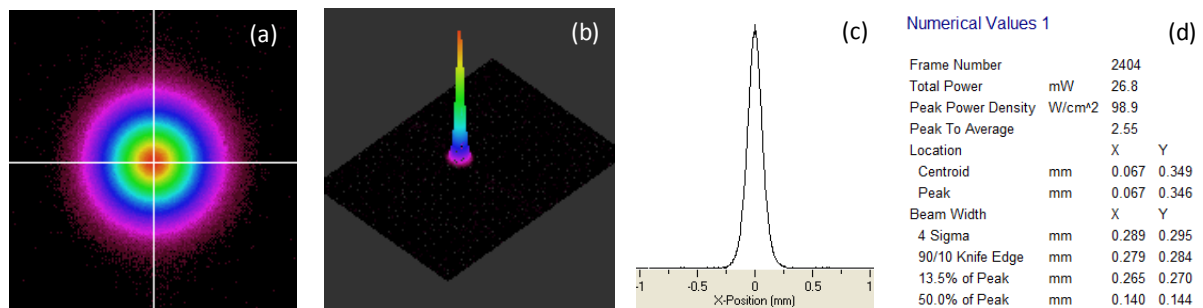 (a)
(b)
(c)
-1 -0.5 0 0.5 1
X-Position (mm)
Numerical Values 1 (d)
Frame Number 2404
Total Power mW 26.8
Peak Power Density W/cm^2 98.9
Peak To Average 2.55
Location X Y
Centroid mm 0.067 0.349
Peak mm 0.067 0.346
Beam Width X Y
4 Sigma mm 0.289 0.295
90/10 Knife Edge mm 0.279 0.284
13.5% of Peak mm 0.265 0.270
50.0% of Peak mm 0.140 0.144